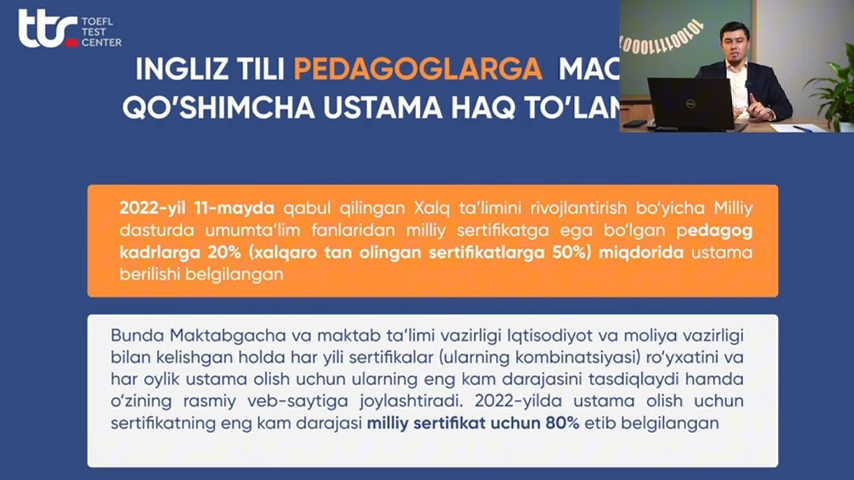 ttc.
TOEFL
TEST
CENTER
INGLIZ TILI PEDAGOGLARGA
QO‘SHIMCHA USTAMA HAQ
1010011110001
DELL
2022-yil 11-mayda qabul qilingan Xalq ta’limini rivojlantirish bo‘yicha Milliy
dasturda umumta’lim fanlaridan milliy sertifikatga ega bo‘lgan pedagog
kadrlarga 20% (xalqaro tan olingan sertifikatlarga 50%) miqdorida ustama
berilishi belgilangan
Bunda Maktabgacha va maktab ta’limi vazirligi Iqtisodiyot va moliya vazirligi
bilan kelishgan holda har yili sertifikalar (ularning kombinatsiyasi) ro‘yxatini va
har oylik ustama olish uchun ularning eng kam darajasini tasdiqlaydi hamda
o‘zining rasmiy veb-saytiga joylashtiradi. 2022-yilda ustama olish uchun
sertifikatning eng kam darajasi milliy sertifikat uchun 80% etib belgilangan